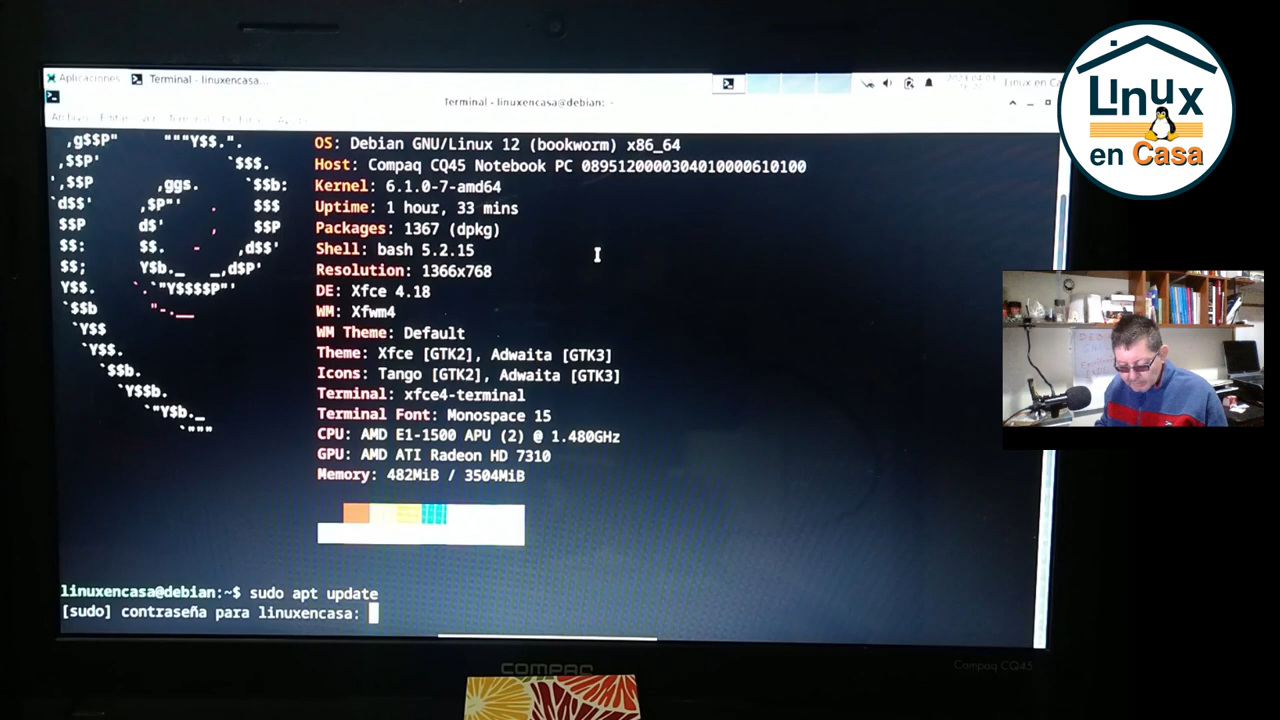 Aplicaciones
Terminal - linuxencasa...
Linux en Ca
Terminal - linuxencasa@debian: ~
OS: Debian GNU/Linux 12 (bookworm) x86_64
Host: Compaq CQ45 Notebook PC 0895120000304010000610100
Kernel: 6.1.0-7-amd64
Uptime: 1 hour, 33 mins
Packages: 1367 (dpkg)
Shell: bash 5.2.15
Resolution: 1366x768
DE: Xfce 4.18
WM: Xfwm4
WM Theme: Default
Theme: Xfce [GTK2], Adwaita [GTK3]
Icons: Tango [GTK2], Adwaita [GTK3]
Terminal: xfce4-terminal
Terminal Font: Monospace 15
CPU: AMD E1-1500 APU (2) @ 1.480GHz
GPU: AMD ATI Radeon HD 7310
Memory: 482MiB / 3504MiB
linuxencasa@debian:~$ sudo apt update
[sudo] contraseña para linuxencasa:
COMPAQ
Compaq CQ45
Linux
en Casa